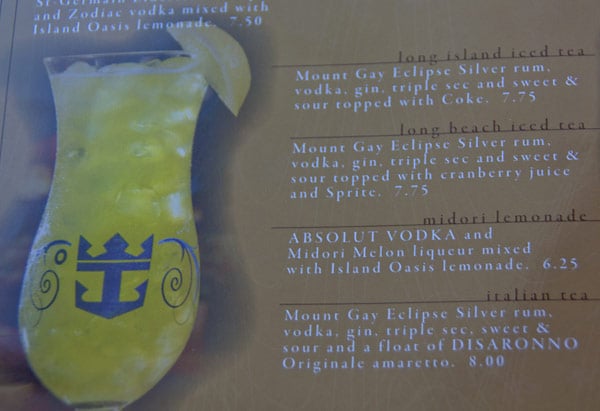 St-Germain
and Zodiac vodka mixed with
Island Oasis lemonade. 7.50
long island iced tea
Mount Gay Eclipse Silver rum,
vodka, gin, triple sec and sweet &
sour topped with Coke. 7.75
long beach iced tea
Mount Gay Eclipse Silver rum,
vodka, gin, triple sec and sweet &
sour topped with cranberry juice
and Sprite. 7.75
midori lemonade
ABSOLUT VODKA and
Midori Melon liqueur mixed
with Island Oasis lemonade. 6.25
italian tea
Mount Gay Eclipse Silver rum,
vodka, gin, triple sec, sweet &
sour and a float of DISARONNO
Originale amaretto. 8.00